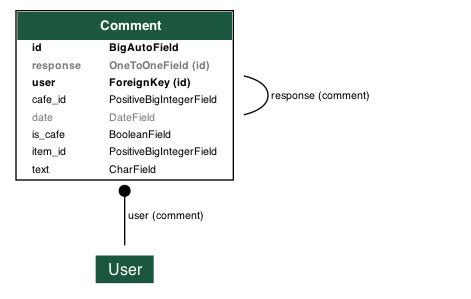 Comment
id BigAutoField
response OneToOneField (id)
user ForeignKey (id)
cafe_id PositiveBigIntegerField
date DateField
is_cafe BooleanField
item_id PositiveBigIntegerField
text CharField
response (comment)
user (comment)
User